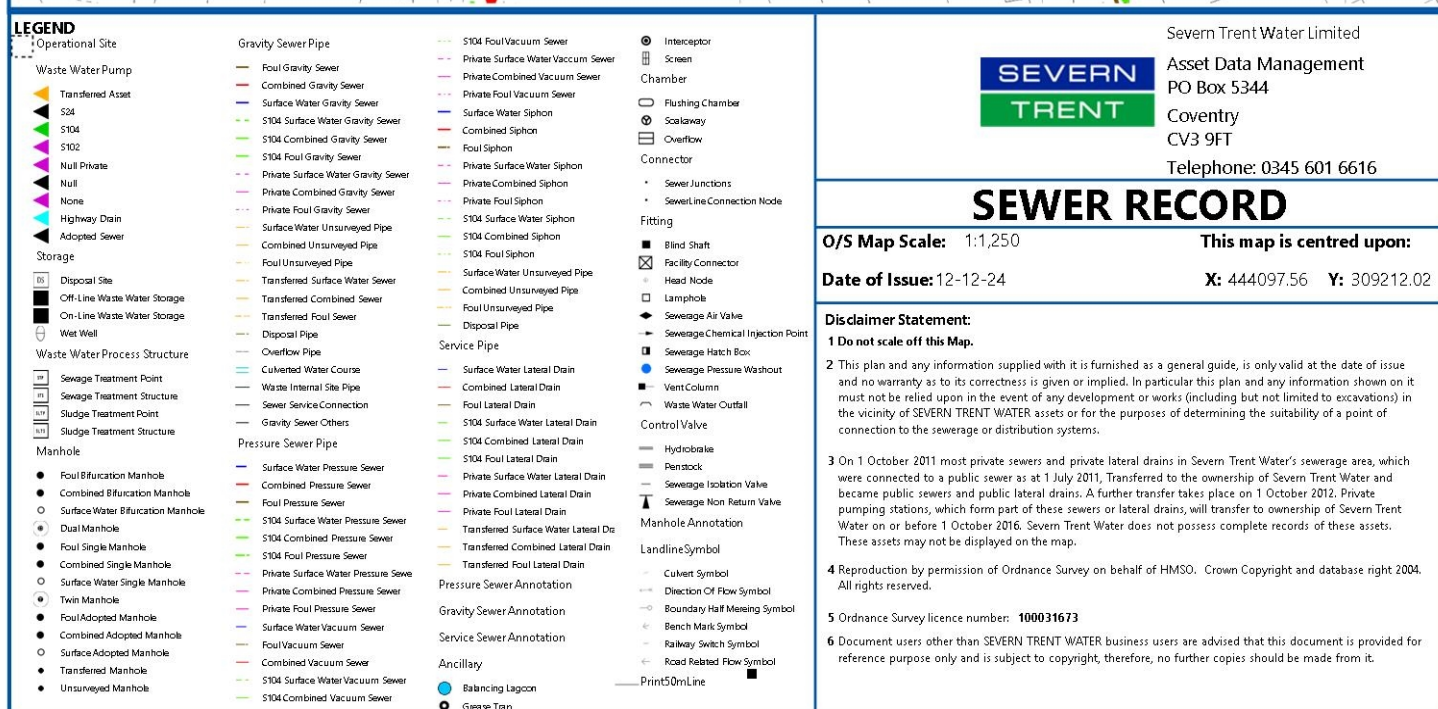 LEGEND
Operational Site
Waste Water Pump
Transferred Asset
S24
S104
S102
Null Private
Null
None
Highway Drain
Adopted Sewer
Storage
DS Disposal Site
Off-Line Waste Water Storage
On-Line Waste Water Storage
Wet Well
Waste Water Process Structure
STP Sewage Treatment Point
STS Sewage Treatment Structure
SLTP Sludge Treatment Point
SLTS Sludge Treatment Structure
Manhole
Foul Bifurcation Manhole
Combined Bifurcation Manhole
Surface Water Bifurcation Manhole
Dual Manhole
Foul Single Manhole
Combined Single Manhole
Surface Water Single Manhole
Twin Manhole
Foul Adopted Manhole
Combined Adopted Manhole
Surface Adopted Manhole
Transferred Manhole
Unsurveyed Manhole
Gravity Sewer Pipe
Foul Gravity Sewer
Combined Gravity Sewer
Surface Water Gravity Sewer
S104 Surface Water Gravity Sewer
S104 Combined Gravity Sewer
S104 Foul Gravity Sewer
Private Surface Water Gravity Sewer
Private Combined Gravity Sewer
Private Foul Gravity Sewer
Surface Water Unsurveyed Pipe
Combined Unsurveyed Pipe
Foul Unsurveyed Pipe
Transferred Surface Water Sewer
Transferred Combined Sewer
Transferred Foul Sewer
Disposal Pipe
Overflow Pipe
Culverted Water Course
Waste Internal Site Pipe
Sewer Service Connection
Gravity Sewer Others
Pressure Sewer Pipe
Surface Water Pressure Sewer
Combined Pressure Sewer
Foul Pressure Sewer
S104 Surface Water Pressure Sewer
S104 Combined Pressure Sewer
S104 Foul Pressure Sewer
Private Surface Water Pressure Sewe
Private Combined Pressure Sewer
Private Foul Pressure Sewer
Surface Water Vacuum Sewer
Foul Vacuum Sewer
Combined Vacuum Sewer
S104 Surface Water Vacuum Sewer
S104 Combined Vacuum Sewer
S104 Foul Vacuum Sewer
Private Surface Water Vaccum Sewer
Private Combined Vacuum Sewer
Private Foul Vacuum Sewer
Surface Water Siphon
Combined Siphon
Foul Siphon
Private Surface Water Siphon
Private Combined Siphon
Private Foul Siphon
S104 Surface Water Siphon
S104 Combined Siphon
S104 Foul Siphon
Surface Water Unsurveyed Pipe
Combined Unsurveyed Pipe
Foul Unsurveyed Pipe
Disposal Pipe
Service Pipe
Surface Water Lateral Drain
Combined Lateral Drain
Foul Lateral Drain
S104 Surface Water Lateral Drain
S104 Combined Lateral Drain
S104 Foul Lateral Drain
Private Surface Water Lateral Drain
Private Combined Lateral Drain
Private Foul Lateral Drain
Transferred Surface Water Lateral Dra
Transferred Combined Lateral Drain
Transferred Foul Lateral Drain
Pressure Sewer Annotation
Gravity Sewer Annotation
Service Sewer Annotation
Ancillary
Balancing Lagoon
Grease Trap
Interceptor
Screen
Chamber
Flushing Chamber
Soakaway
Overflow
Connector
Sewer Junctions
SewerLine Connection Node
Fitting
Blind Shaft
Facility Connector
Head Node
Lamphole
Sewerage Air Valve
Sewerage Chemical Injection Point
Sewerage Hatch Box
Sewerage Pressure Washout
Vent Column
Waste Water Outfall
Control Valve
Hydrobrake
Penstock
Sewerage Isolation Valve
Sewerage Non Return Valve
Manhole Annotation
Landline Symbol
Culvert Symbol
Direction Of Flow Symbol
Boundary Half Mereing Symbol
Bench Mark Symbol
Railway Switch Symbol
Road Related Flow Symbol
Print50mLine
SEVERN
TRENT
Severn Trent Water Limited
Asset Data Management
PO Box 5344
Coventry
CV3 9FT
Telephone: 0345 601 6616
SEWER RECORD
O/S Map Scale: 1:1,250
This map is centred upon:
Date of Issue: 12-12-24
X: 444097.56 Y: 309212.02
Disclaimer Statement:
1 Do not scale off this Map.
2 This plan and any information supplied with it is furnished as a general guide, is only valid at the date of issue
and no warranty as to its correctness is given or implied. In particular this plan and any information shown on it
must not be relied upon in the event of any development or works (including but not limited to excavations) in
the vicinity of SEVERN TRENT WATER assets or for the purposes of determining the suitability of a point of
connection to the sewerage or distribution systems.
3 On 1 October 2011 most private sewers and private lateral drains in Severn Trent Water's sewerage area, which
were connected to a public sewer as at 1 July 2011, Transferred to the ownership of Severn Trent Water and
became public sewers and public lateral drains. A further transfer takes place on 1 October 2012. Private
pumping stations, which form part of these sewers or lateral drains, will transfer to ownership of Severn Trent
Water on or before 1 October 2016. Severn Trent Water does not possess complete records of these assets.
These assets may not be displayed on the map.
4 Reproduction by permission of Ordnance Survey on behalf of HMSO. Crown Copyright and database right 2004.
All rights reserved.
5 Ordnance Survey licence number: 100031673
6 Document users other than SEVERN TRENT WATER business users are advised that this document is provided for
reference purpose only and is subject to copyright, therefore, no further copies should be made from it.